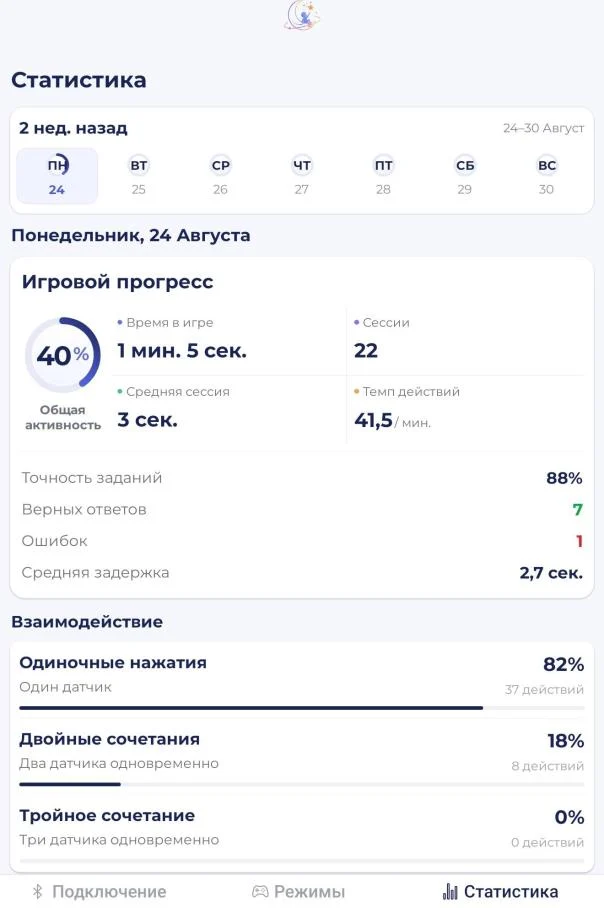 Статистика
2 нед. назад
24–30 Август
ПН ВТ СР ЧТ ПТ СБ ВС
24 25 26 27 28 29 30
Понедельник, 24 Августа
Игровой прогресс
40%
Общая
активность
Время в игре
1 мин. 5 сек.
Сессии
22
Средняя сессия
3 сек.
Темп действий
41,5 / мин.
Точность заданий 88%
Верных ответов 7
Ошибок 1
Средняя задержка 2,7 сек.
Взаимодействие
Одиночные нажатия 82%
Один датчик 37 действий
Двойные сочетания 18%
Два датчика одновременно 8 действий
Тройное сочетание 0%
Три датчика одновременно 0 действий
Подключение Режимы Статистика